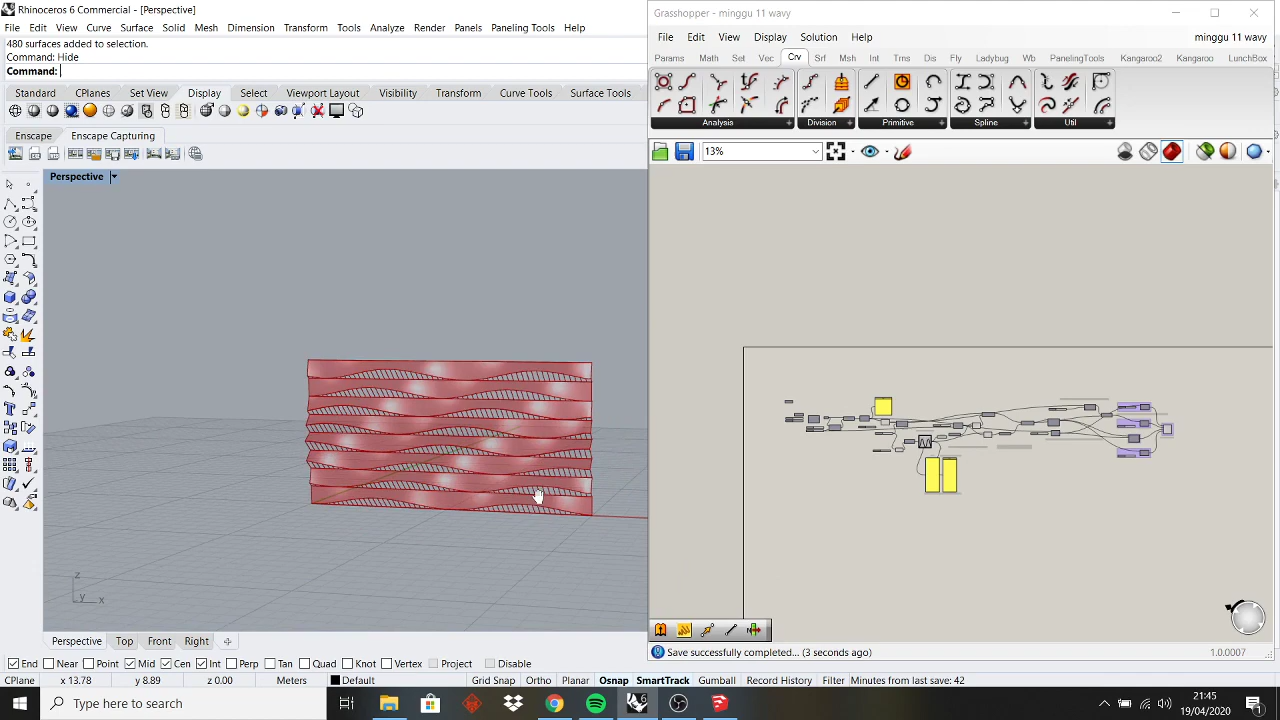 Rhinoceros 6 Commercial - [Perspective]
File Edit View Curve Surface Solid Mesh Dimension Transform Tools Analyze Render Panels Help
480 surfaces added to selection.
Command: Hide
Command:
Standard CPlanes Set View Display Select Viewport Layout Visibility Transform Curve Tools Surface Tools
Enscape Enscape Capturing
Perspective
z
y x
Perspective Top Front Right
End Near Point Mid Cen Int Perp Tan Quad Knot Vertex Project Disable
CPlane x 13.78 y 8.89 z 0.00 Meters Default Grid Snap Ortho Planar Osnap SmartTrack Gumball Record History Filter Minutes from last save: 42
Grasshopper - minggu 11 wavy
File Edit View Display Solution Help minggu 11 wavy
Params Math Set Vec Crv Srf Msh Int Trns Dis Fly Ladybug Wb PanelingTools Kangaroo2 Kangaroo LunchBox
Analysis Division Primitive Spline Util
13%
Save successfully completed... (3 seconds ago) 1.0.0007
Type here to search
21:45
19/04/2020